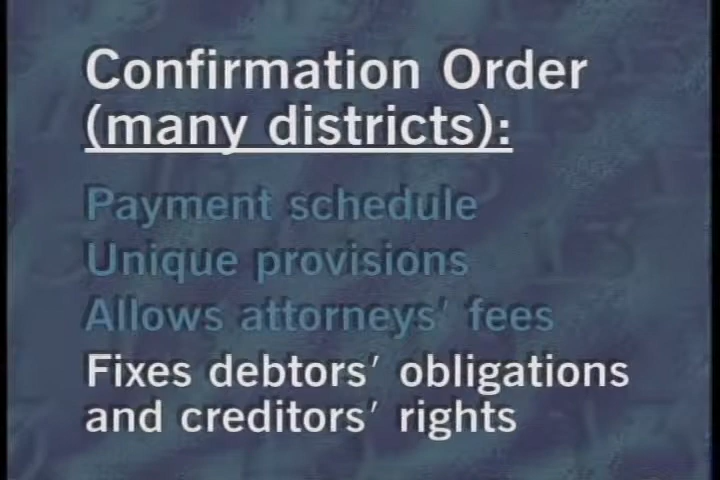 Confirmation Order
(many districts):
Payment schedule
Unique provisions
Allows attorneys' fees
Fixes debtors' obligations
and creditors' rights